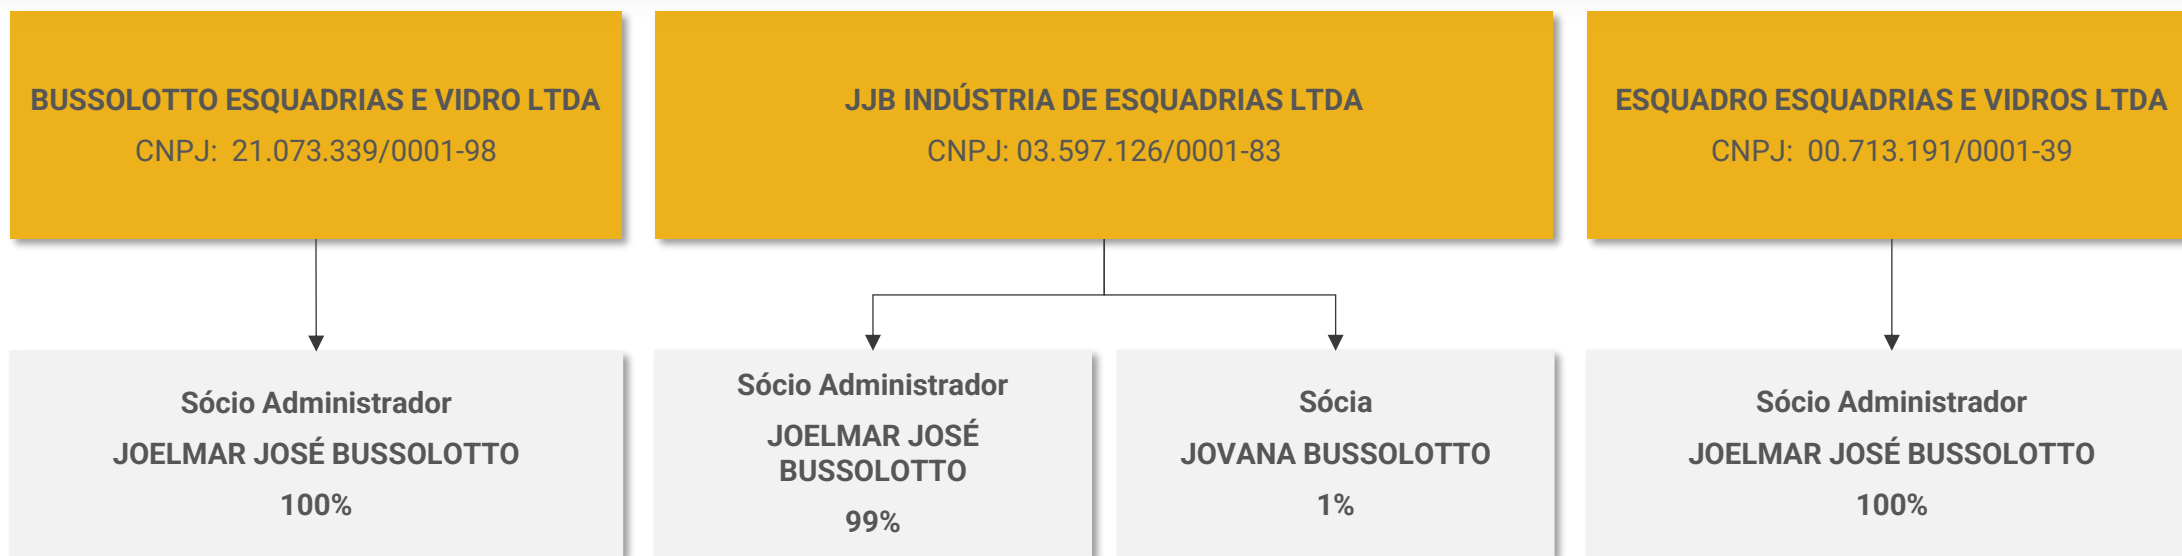 BUSSOLOTTO ESQUADRIAS E VIDRO LTDA
CNPJ: 21.073.339/0001-98
JJB INDÚSTRIA DE ESQUADRIAS LTDA
CNPJ: 03.597.126/0001-83
ESQUADRO ESQUADRIAS E VIDROS LTDA
CNPJ: 00.713.191/0001-39
Sócio Administrador
JOELMAR JOSÉ BUSSOLOTTO
100%
Sócio Administrador
JOELMAR JOSÉ
BUSSOLOTTO
99%
Sócia
JOVANA BUSSOLOTTO
1%
Sócio Administrador
JOELMAR JOSÉ BUSSOLOTTO
100%